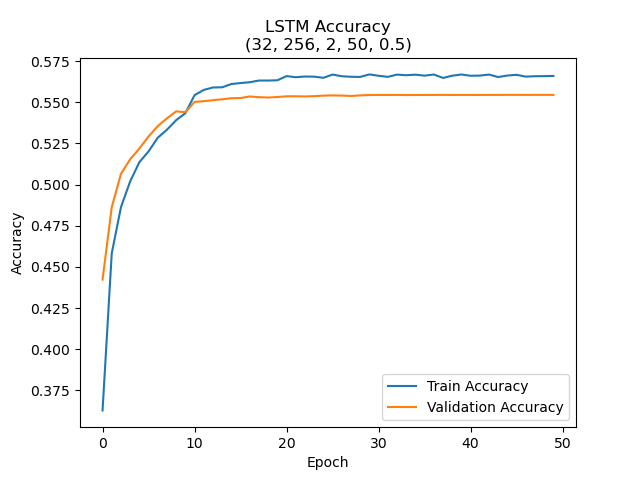 LSTM Accuracy
(32, 256, 2, 50, 0.5)
0.575
0.550
0.525
0.500
0.475
0.450
0.425
0.400
0.375
Accuracy
Train Accuracy
Validation Accuracy
0 10 20 30 40 50
Epoch